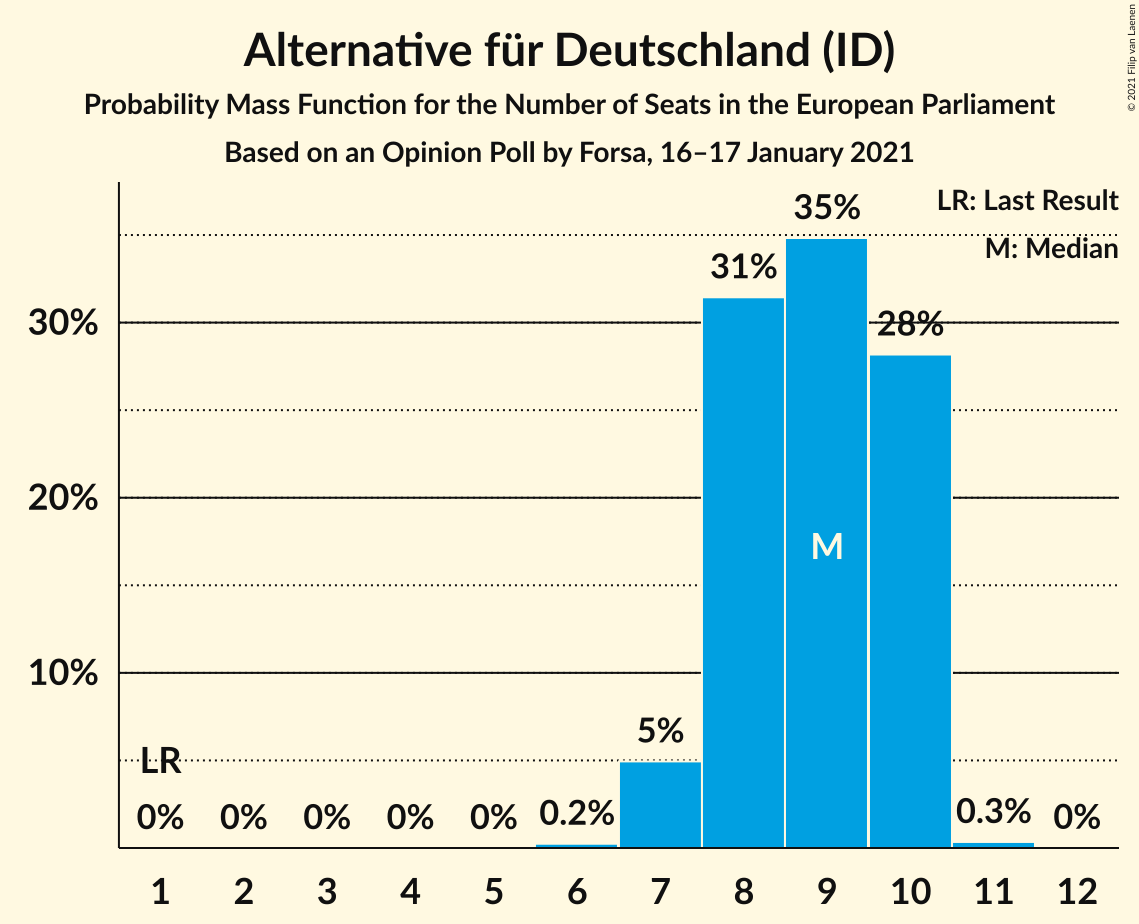 Alternative für Deutschland (ID)
Probability Mass Function for the Number of Seats in the European Parliament
Based on an Opinion Poll by Forsa, 16–17 January 2021
© 2021 Filip van Laenen
LR: Last Result
M: Median
30%
20%
10%
LR
0%
0%
0%
0%
0%
0.2%
5%
31%
35%
28%
0.3%
0%
M
1 2 3 4 5 6 7 8 9 10 11 12